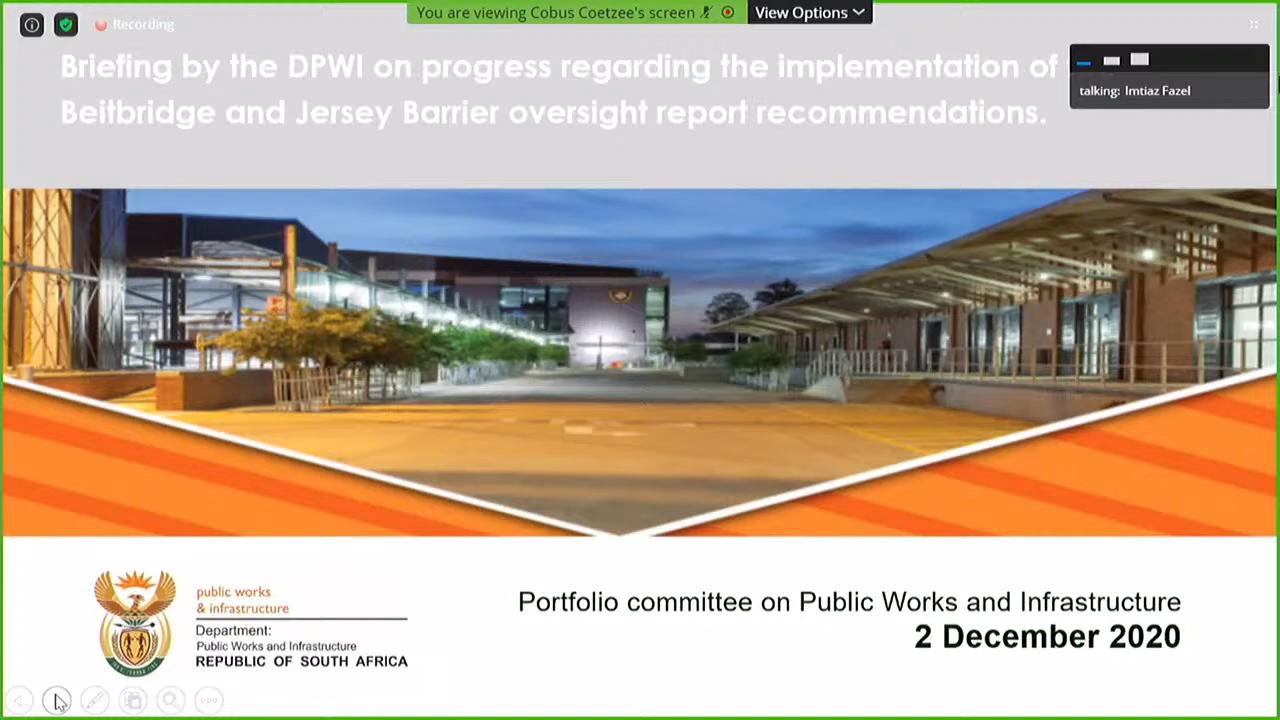 You are viewing Cobus Coetzee's screen
View Options
Recording
Briefing by the DPWI on progress regarding the implementation of
Beitbridge and Jersey Barrier oversight report recommendations.
talking: Imtiaz Fazel
public works
& infrastructure
Department:
Public Works and Infrastructure
REPUBLIC OF SOUTH AFRICA
Portfolio committee on Public Works and Infrastructure
2 December 2020